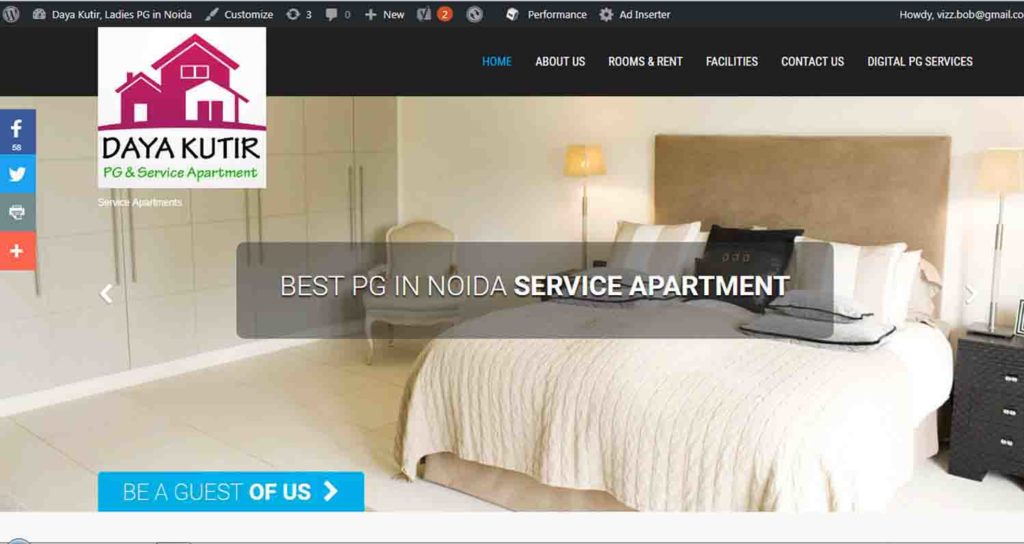 Daya Kutir, Ladies PG in Noida Customize 3 0 New 2 Performance Ad Inserter Howdy, vizz.bob@gmail.co
HOME ABOUT US ROOMS & RENT FACILITIES CONTACT US DIGITAL PG SERVICES
DAYA KUTIR
PG & Service Apartment
58
Service Apartments
BEST PG IN NOIDA SERVICE APARTMENT
BE A GUEST OF US